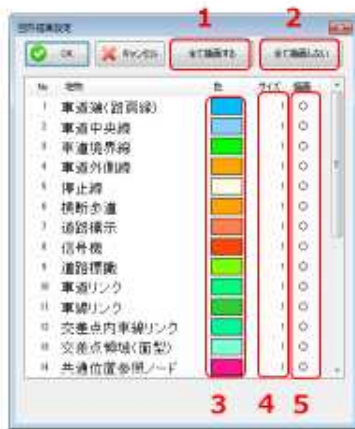 1 2
図形描画設定
OK キャンセル 全て描画する 全て描画しない
No 地物 色 サイズ 描画
1 車道端(路肩縁) 1 ○
2 車道中央線 1 ○
3 車道境界線 1 ○
4 車道外側線 1 ○
5 停止線 1 ○
6 横断歩道 1 ○
7 道路標示 1 ○
8 信号機 1 ○
9 道路標識 1 ○
10 車道リンク 1 ○
11 車線リンク 1 ○
12 交差点内車線リンク 1 ○
13 交差点領域(面型) 1 ○
14 共通位置参照ノード 1 ○
3 4 5